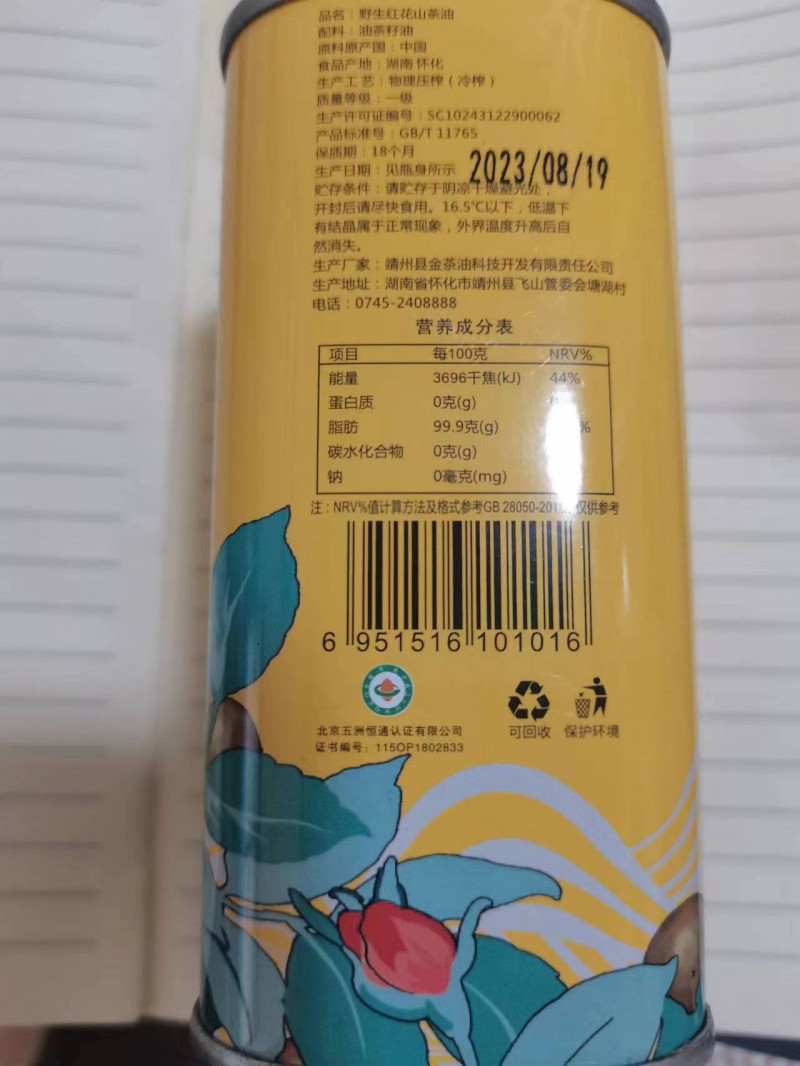 品名：野生红花山茶油
配料：油茶籽油
原料原产国：中国
食品产地：湖南 怀化
生产工艺：物理压榨（冷榨）
质量等级：一级
生产许可证编号：SC10243122900062
产品标准号：GB/T 11765
保质期：18个月
生产日期：见瓶身所示 2023/08/19
贮存条件：请贮存于阴凉干燥避光处，
开封后请尽快食用。16.5℃以下，低温下
有结晶属于正常现象，外界温度升高后自
然消失。
生产厂家：靖州县金茶油科技开发有限责任公司
生产地址：湖南省怀化市靖州县飞山管委会塘湖村
电话：0745-2408888
营养成分表
项目 每100克 NRV%
能量 3696千焦(kJ) 44%
蛋白质 0克(g)
脂肪 99.9克(g) %
碳水化合物 0克(g)
钠 0毫克(mg)
注：NRV%值计算方法及格式参考GB 28050-201 仅供参考
6 951516 101016
北京五洲恒通认证有限公司
证书编号：115OP1802833
可回收 保护环境